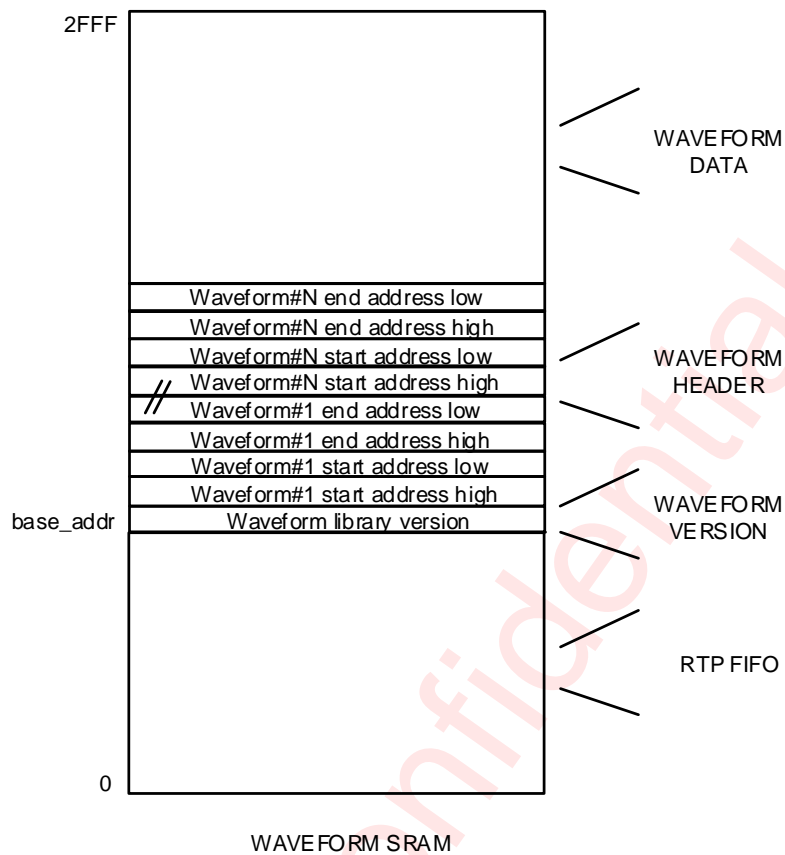 2FFF
WAVEFORM
DATA
Waveform#N end address low
Waveform#N end address high
Waveform#N start address low
WAVEFORM
HEADER
Waveform#N start address high
Waveform#1 end address low
Waveform#1 end address high
Waveform#1 start address low
Waveform#1 start address high
WAVEFORM
VERSION
base_addr
Waveform library version
RTP FIFO
0
WAVEFORM SRAM
onfidential